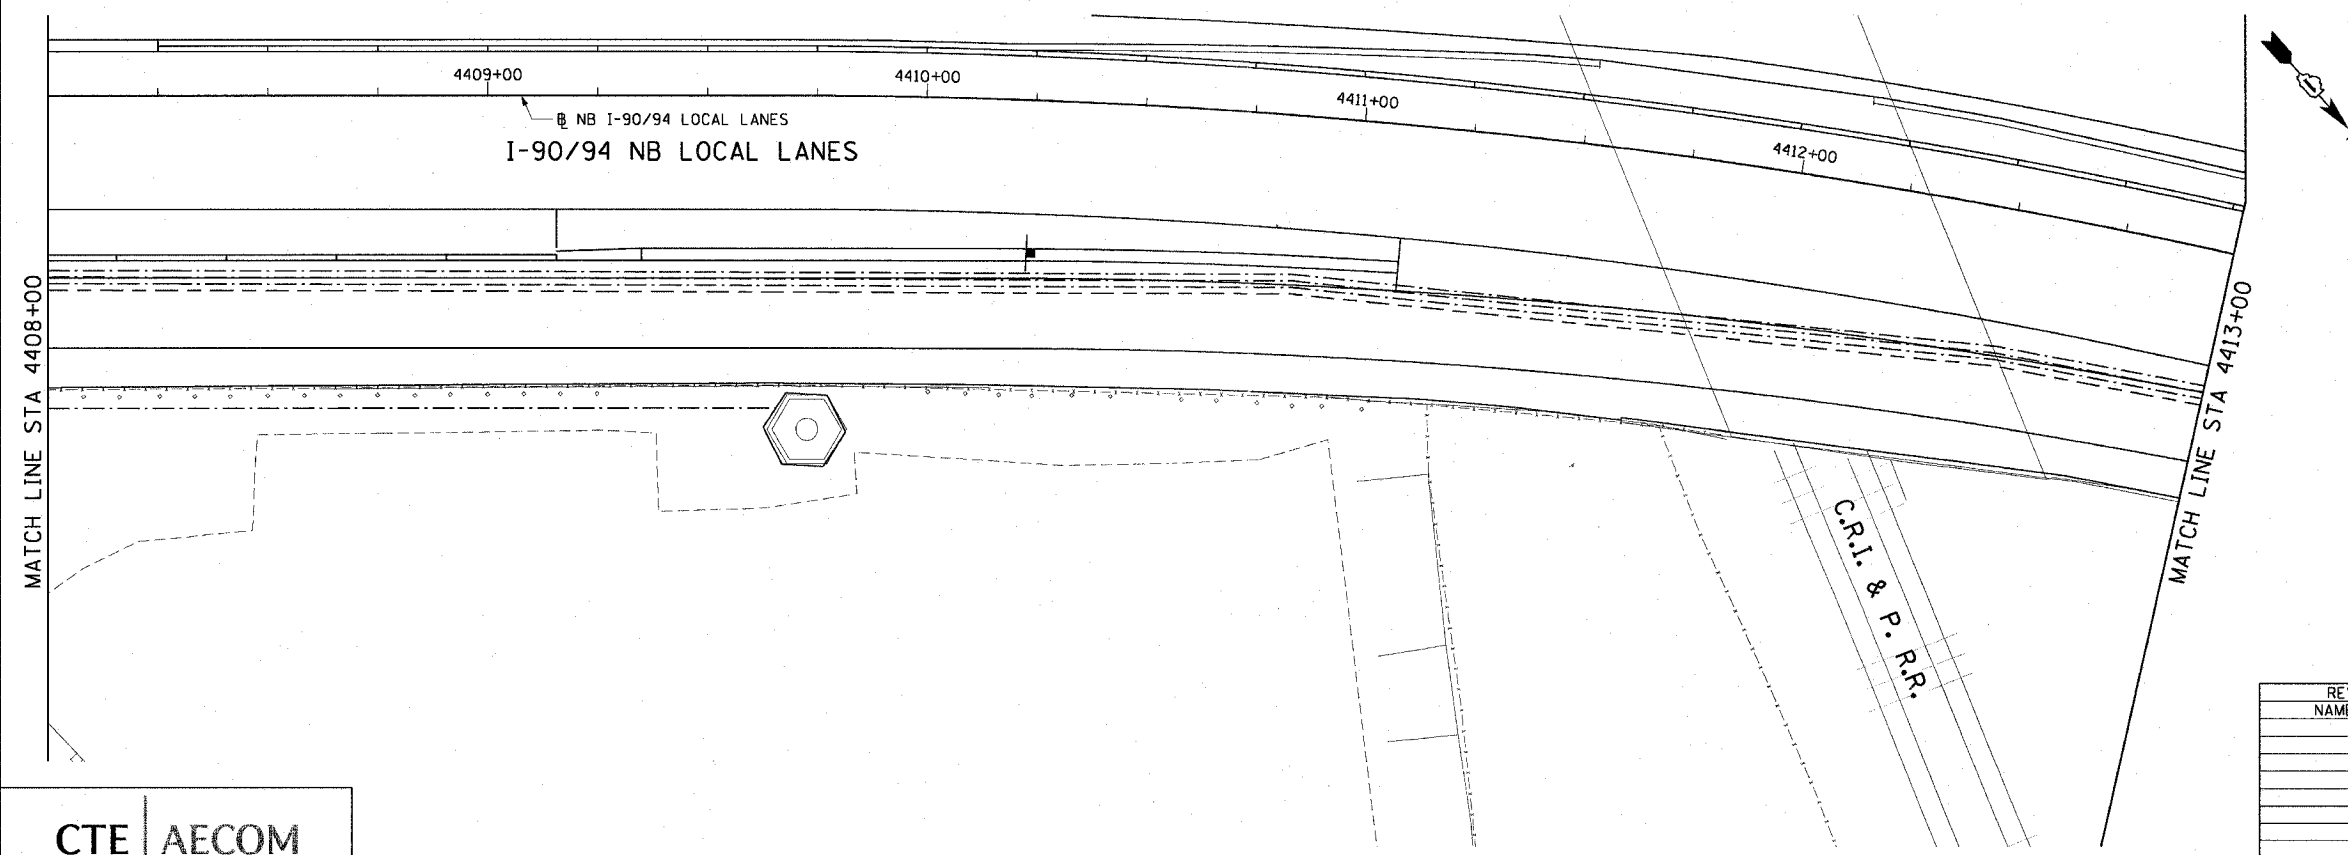 4409+00
4410+00
4411+00
4412+00
℄ NB I-90/94 LOCAL LANES
I-90/94 NB LOCAL LANES
MATCH LINE STA 4408+00
MATCH LINE STA 4413+00
C.R.I. & P. R.R.
CTE AECOM